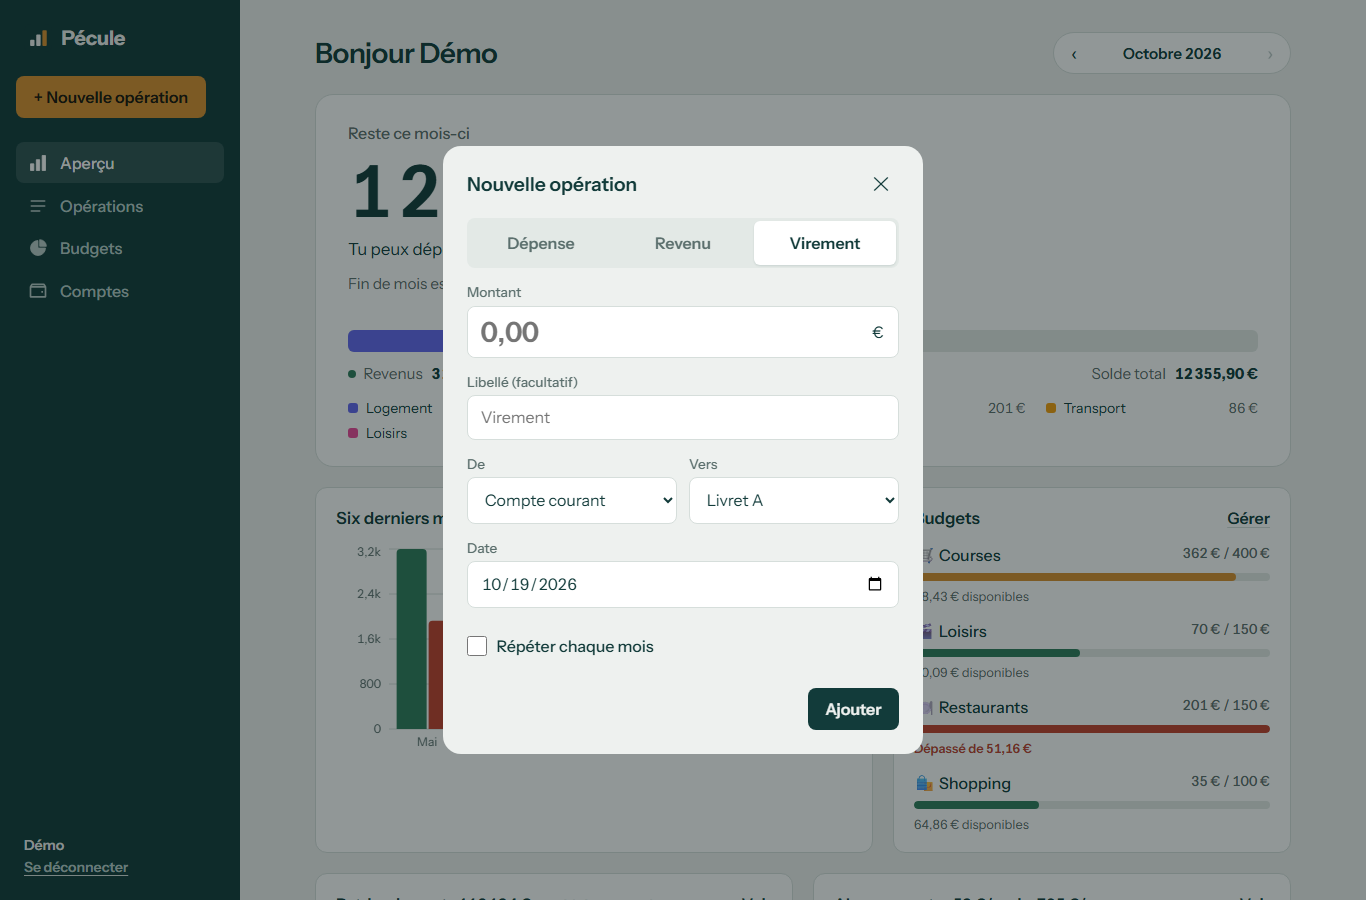 Pécule
+ Nouvelle opération
Aperçu
Opérations
Budgets
Comptes
Démo
Se déconnecter
Bonjour Démo
‹ Octobre 2026 ›
Reste ce mois-ci
12
Tu peux dép
Fin de mois es
Revenus 3
Solde total 12 355,90 €
Logement
201 € Transport 86 €
Loisirs
Nouvelle opération
Dépense Revenu Virement
Montant
0,00 €
Libellé (facultatif)
Virement
De Vers
Compte courant Livret A
Date
10/19/2026
Répéter chaque mois
Ajouter
Six derniers m
3,2k
2,4k
1,6k
800
0
Mai
Budgets Gérer
Courses 362 € / 400 €
8,43 € disponibles
Loisirs 70 € / 150 €
0,09 € disponibles
Restaurants 201 € / 150 €
Dépassé de 51,16 €
Shopping 35 € / 100 €
64,86 € disponibles